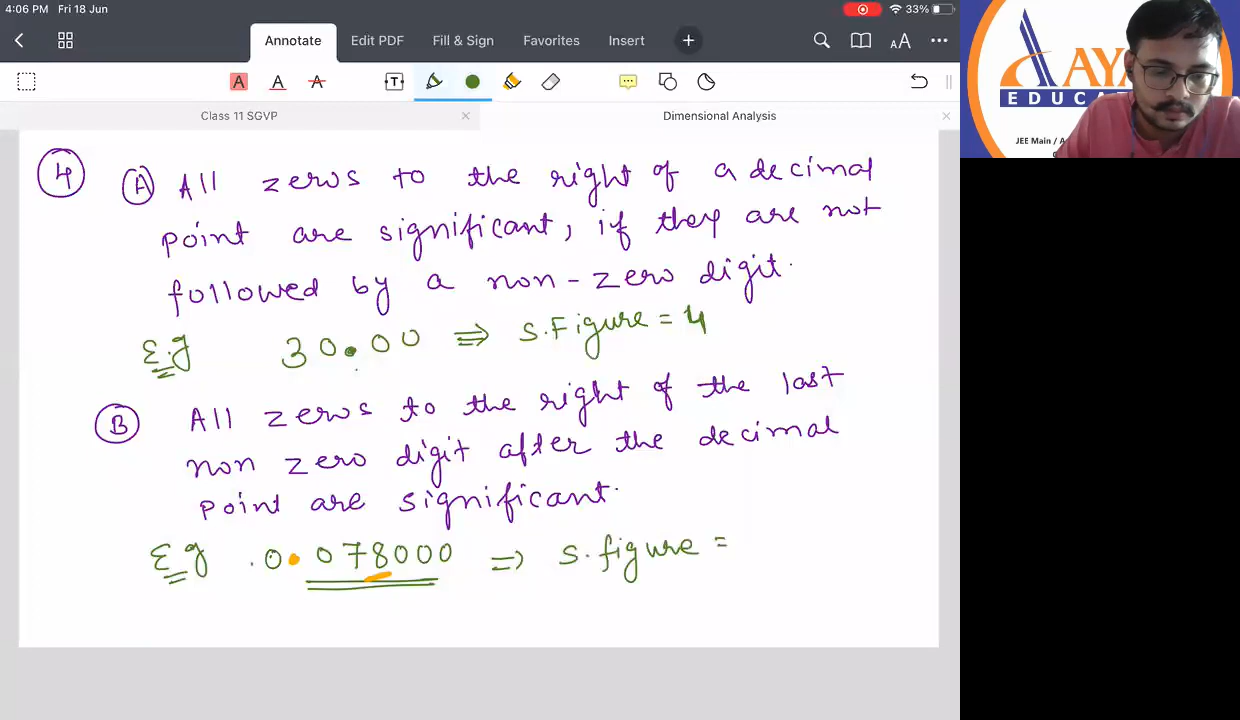 4:06 PM Fri 18 Jun
33%
Annotate Edit PDF Fill & Sign Favorites Insert
Class 11 SGVP
Dimensional Analysis
EDUCA
JEE Main / A
4 A All zeros to the right of a decimal
point are significant, if they are not
followed by a non-zero digit.
E.g 30.00 ⇒ S.Figure = 4
B All zeros to the right of the last
non zero digit after the decimal
point are significant.
E.g .0.078000 ⇒ S.figure =